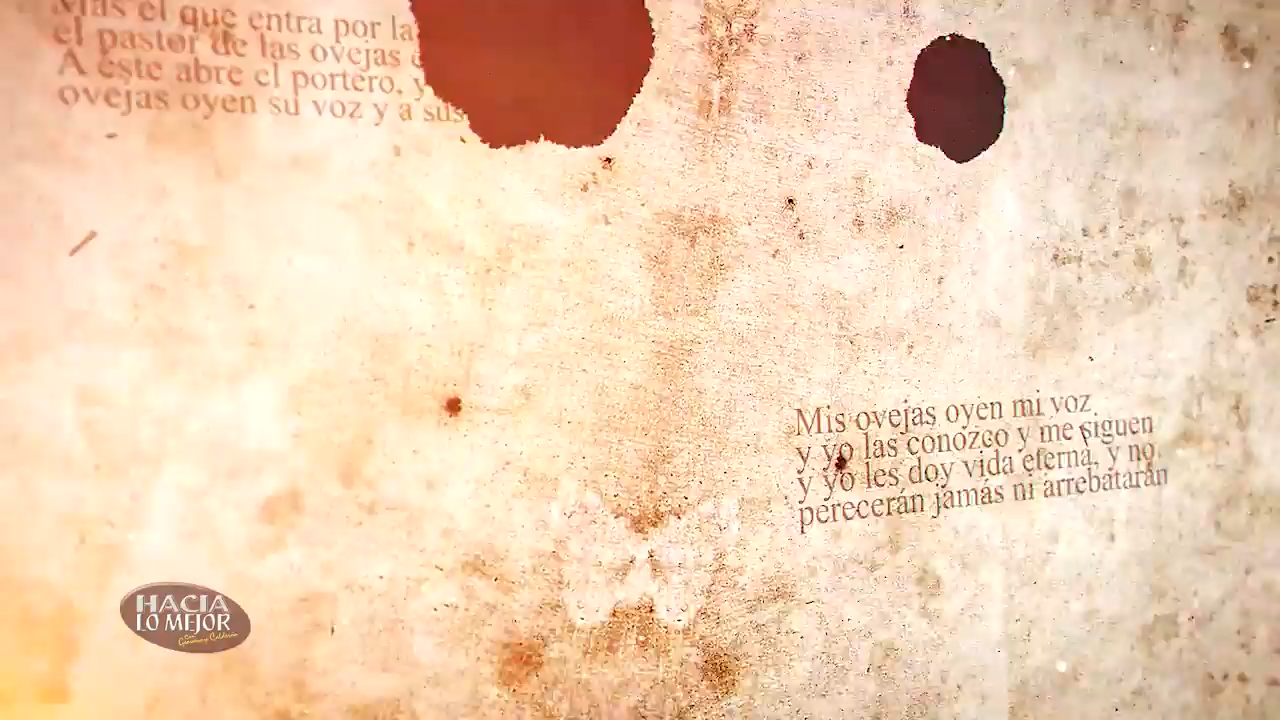 Mas el que entra por la
el pastor de las ovejas
A este abre el portero, y
ovejas oyen su voz y a sus
Mis ovejas oyen mi voz
y yo las conozco y me siguen
y yo les doy vida eterna, y no
perecerán jamás ni arrebatarán
HACIA
LO MEJOR